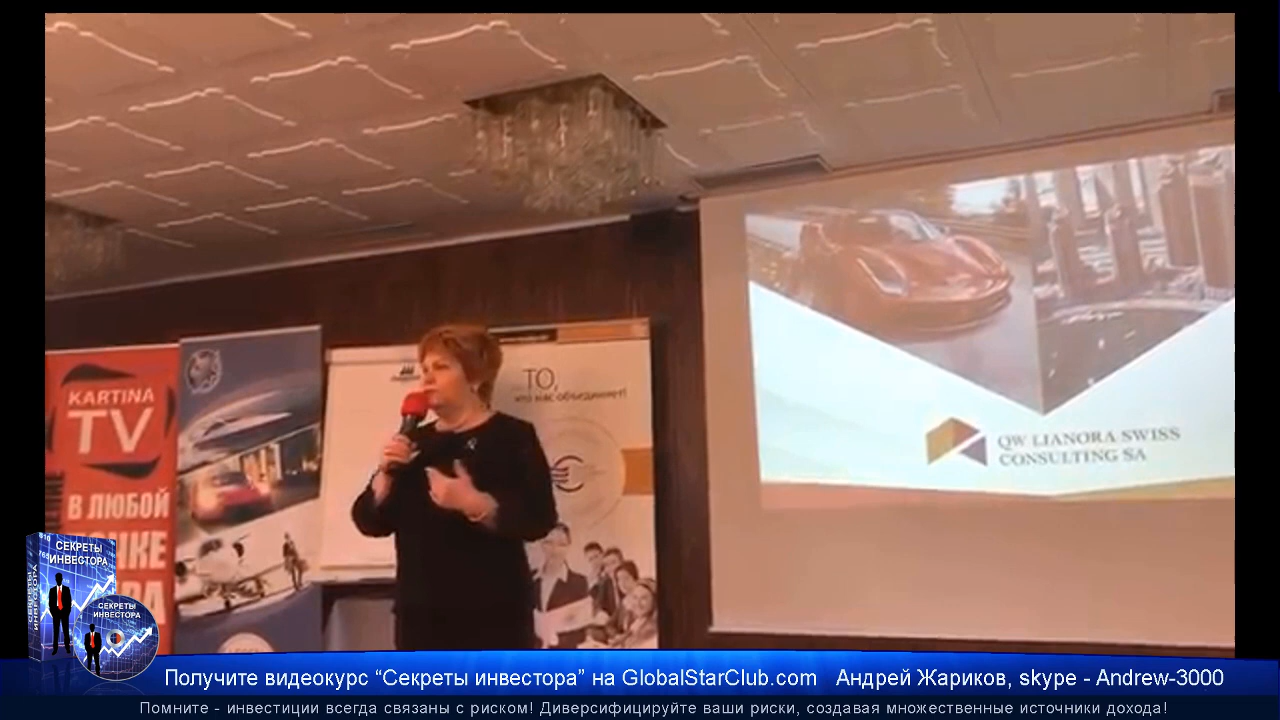 KARTINA
TV
В ЛЮБОЙ
ТО,
что нас объединяет!
QW LIANORA SWISS
CONSULTING SA
СЕКРЕТЫ
ИНВЕСТОРА
СЕКРЕТЫ
ИНВЕСТОРА
СЕКРЕТЫ
ИНВЕСТОРА
Получите видеокурс “Секреты инвестора” на GlobalStarClub.com Андрей Жариков, skype - Andrew-3000
Помните - инвестиции всегда связаны с риском! Диверсифицируйте ваши риски, создавая множественные источники дохода!